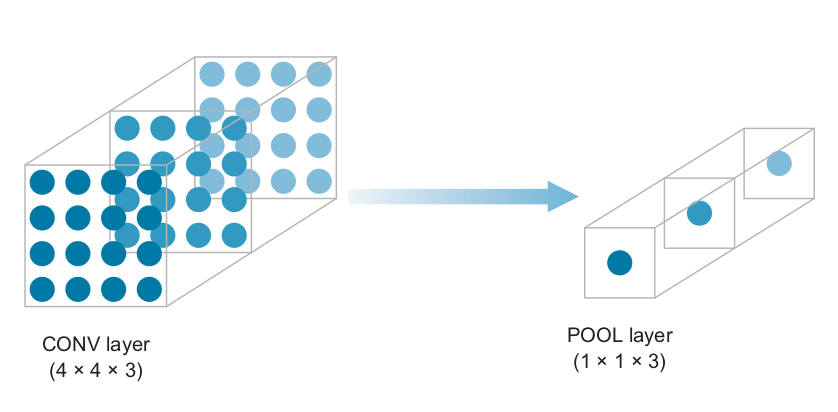 CONV layer
(4 × 4 × 3)
POOL layer
(1 × 1 × 3)